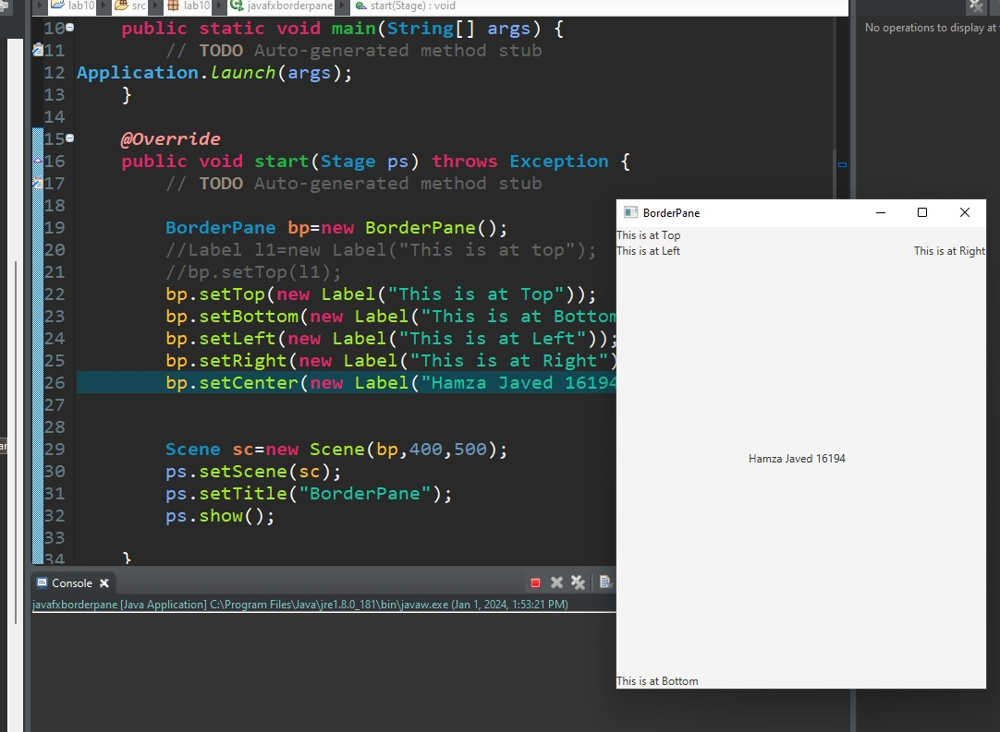 lab10 src lab10 javafxborderpane start(Stage) : void
No operations to display at
10 public static void main(String[] args) {
11 // TODO Auto-generated method stub
12 Application.launch(args);
13 }
14
15 @Override
16 public void start(Stage ps) throws Exception {
17 // TODO Auto-generated method stub
18
19 BorderPane bp=new BorderPane();
20 //Label l1=new Label("This is at top");
21 //bp.setTop(l1);
22 bp.setTop(new Label("This is at Top"));
23 bp.setBottom(new Label("This is at Bottom
24 bp.setLeft(new Label("This is at Left"));
25 bp.setRight(new Label("This is at Right")
26 bp.setCenter(new Label("Hamza Javed 16194
27
28
29 Scene sc=new Scene(bp,400,500);
30 ps.setScene(sc);
31 ps.setTitle("BorderPane");
32 ps.show();
33
34 }
BorderPane
This is at Top
This is at Left This is at Right
Hamza Javed 16194
This is at Bottom
Console
javafxborderpane [Java Application] C:\Program Files\Java\jre1.8.0_181\bin\javaw.exe (Jan 1, 2024, 1:53:21 PM)